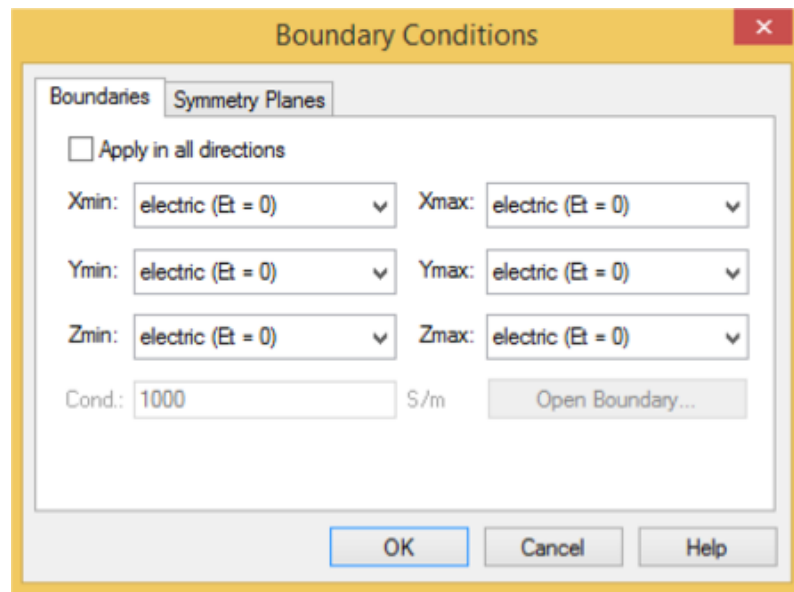 Boundary Conditions
Boundaries Symmetry Planes
Apply in all directions
Xmin: electric (Et = 0) Xmax: electric (Et = 0)
Ymin: electric (Et = 0) Ymax: electric (Et = 0)
Zmin: electric (Et = 0) Zmax: electric (Et = 0)
Cond.: 1000 S/m Open Boundary...
OK Cancel Help